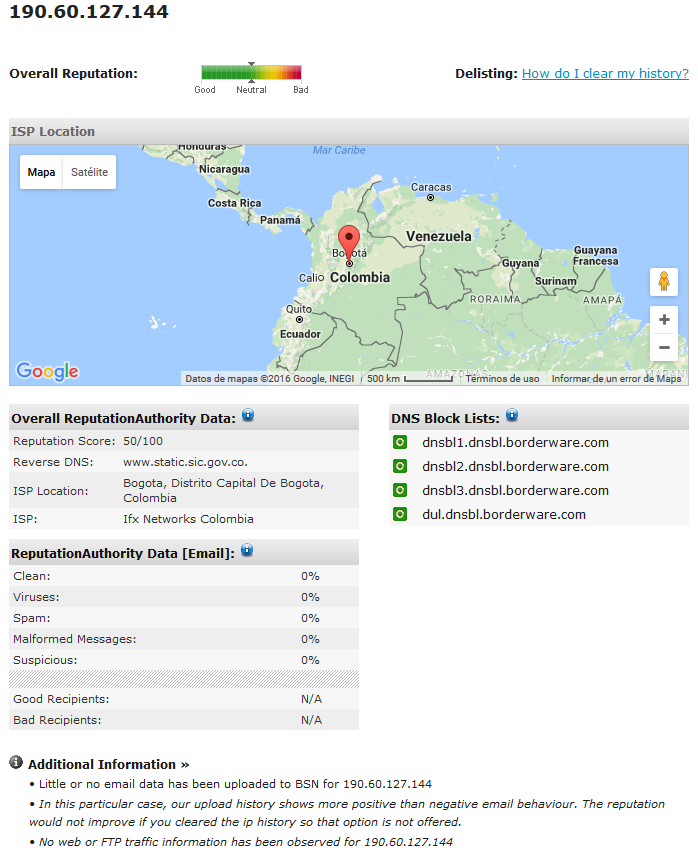 190.60.127.144
Overall Reputation:
Good Neutral Bad
Delisting: How do I clear my history?
ISP Location
Mapa Satélite
Mar Caribe
Honduras
Nicaragua
Costa Rica
Panamá
Caracas
Venezuela
Bogotá
Colombia
Calio
Quito
Ecuador
Guyana
Surinam
Guayana
Francesa
RORAIMA
AMAPÁ
AMAZONAS
MARANH
Google
Datos de mapas ©2016 Google, INEGI 500 km Términos de uso Informar de un error de Maps
Overall ReputationAuthority Data:
Reputation Score: 50/100
Reverse DNS: www.static.sic.gov.co.
ISP Location: Bogota, Distrito Capital De Bogota,
Colombia
ISP: Ifx Networks Colombia
DNS Block Lists:
dnsbl1.dnsbl.borderware.com
dnsbl2.dnsbl.borderware.com
dnsbl3.dnsbl.borderware.com
dul.dnsbl.borderware.com
ReputationAuthority Data [Email]:
Clean: 0%
Viruses: 0%
Spam: 0%
Malformed Messages: 0%
Suspicious: 0%
Good Recipients: N/A
Bad Recipients: N/A
Additional Information »
• Little or no email data has been uploaded to BSN for 190.60.127.144
• In this particular case, our upload history shows more positive than negative email behaviour. The reputation
would not improve if you cleared the ip history so that option is not offered.
• No web or FTP traffic information has been observed for 190.60.127.144